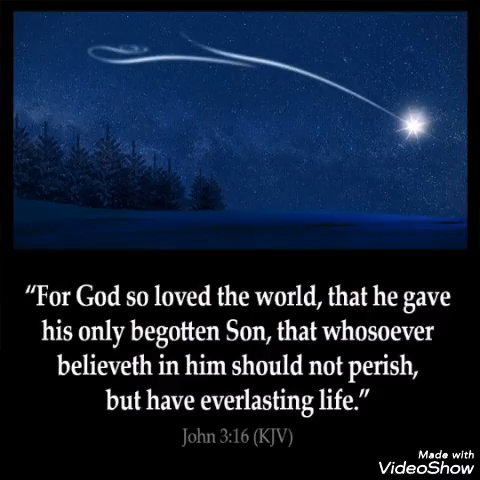 “For God so loved the world, that he gave
his only begotten Son, that whosoever
believeth in him should not perish,
but have everlasting life.”
John 3:16 (KJV)
Made with
VideoShow